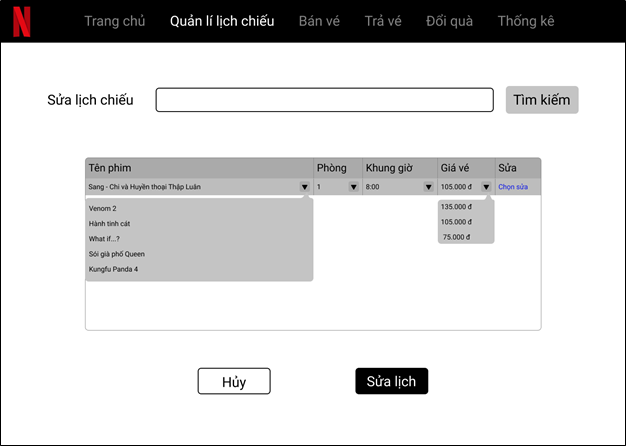 N
Trang chủ Quản lí lịch chiếu Bán vé Trả vé Đổi quà Thống kê
Sửa lịch chiếu Tìm kiếm
Tên phim Phòng Khung giờ Giá vé Sửa
Sang - Chi và Huyền thoại Thập Luân 1 8:00 105.000 đ Chọn sửa
Venom 2 135.000 đ
Hành tinh cát 105.000 đ
What if...? 75.000 đ
Sói già phố Queen
Kungfu Panda 4
Hủy Sửa lịch